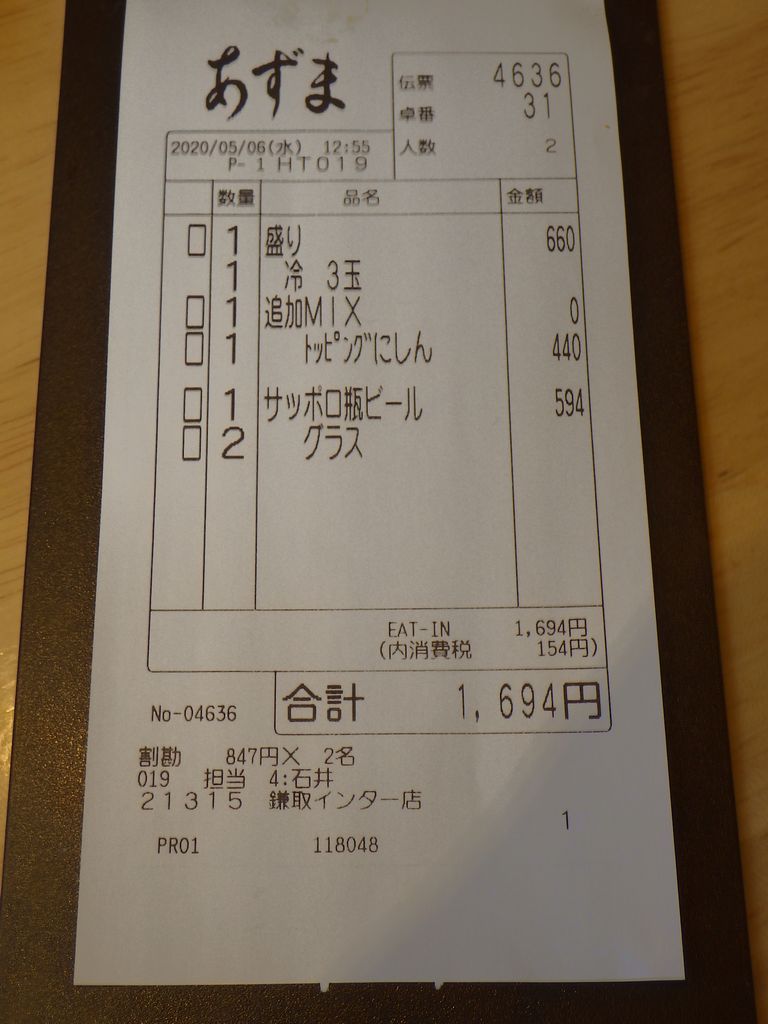 あずま
伝票 4636
卓番 31
人数 2
2020/05/06(水) 12:55
P- 1 HT019
数量 品名 金額
□ 1 盛り 660
1 冷 3玉
□ 1 追加MIX 0
□ 1 トッピングにしん 440
□ 1 サッポロ瓶ビール 594
□ 2 グラス
EAT-IN 1,694円
(内消費税 154円)
No-04636 合計 1,694円
割勘 847円× 2名
019 担当 4:石井
21315 鎌取インター店
1
PR01 118048